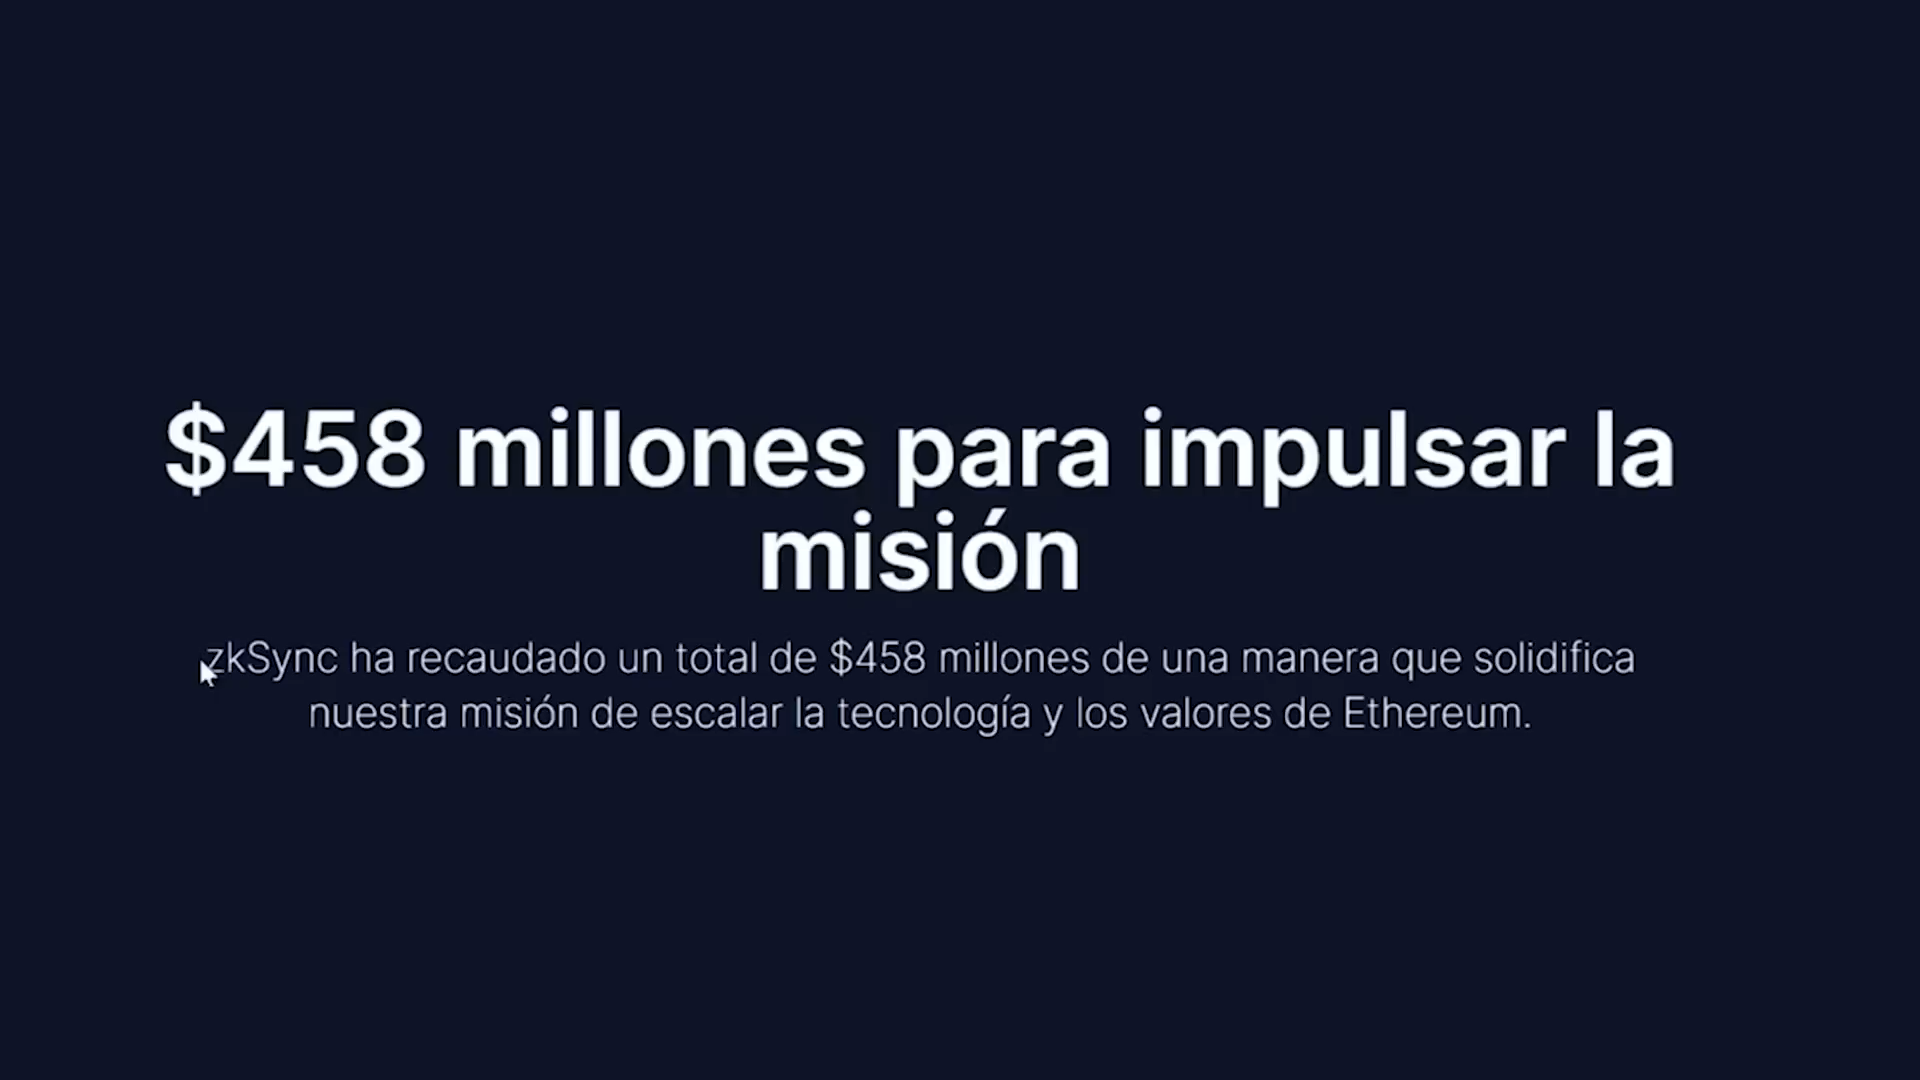 $458 millones para impulsar la
misión
zkSync ha recaudado un total de $458 millones de una manera que solidifica
nuestra misión de escalar la tecnología y los valores de Ethereum.